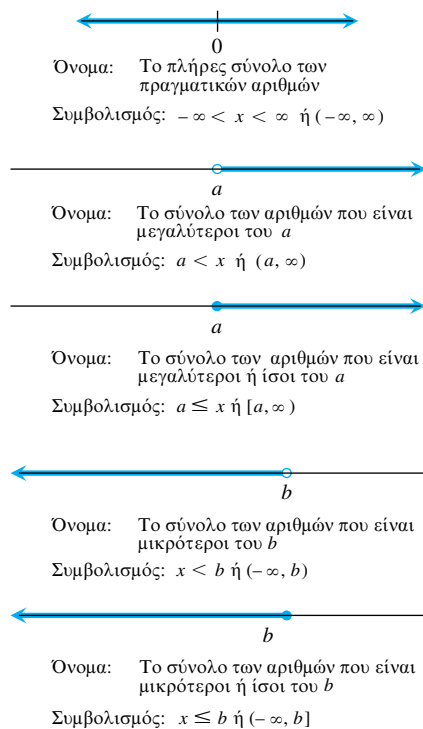 0
Όνομα: Το πλήρες σύνολο των
πραγματικών αριθμών
Συμβολισμός: −∞ < x < ∞ ή (−∞, ∞)
a
Όνομα: Το σύνολο των αριθμών που είναι
μεγαλύτεροι του a
Συμβολισμός: a < x ή (a, ∞)
a
Όνομα: Το σύνολο των αριθμών που είναι
μεγαλύτεροι ή ίσοι του a
Συμβολισμός: a ≤ x ή [a, ∞)
b
Όνομα: Το σύνολο των αριθμών που είναι
μικρότεροι του b
Συμβολισμός: x < b ή (−∞, b)
b
Όνομα: Το σύνολο των αριθμών που είναι
μικρότεροι ή ίσοι του b
Συμβολισμός: x ≤ b ή (−∞, b]